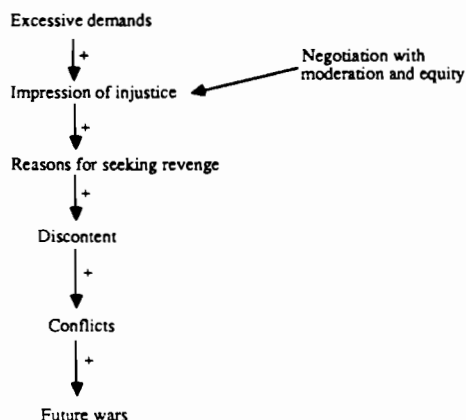 Excessive demands
+
Negotiation with
moderation and equity
Impression of injustice
+
Reasons for seeking revenge
+
Discontent
+
Conflicts
+
Future wars